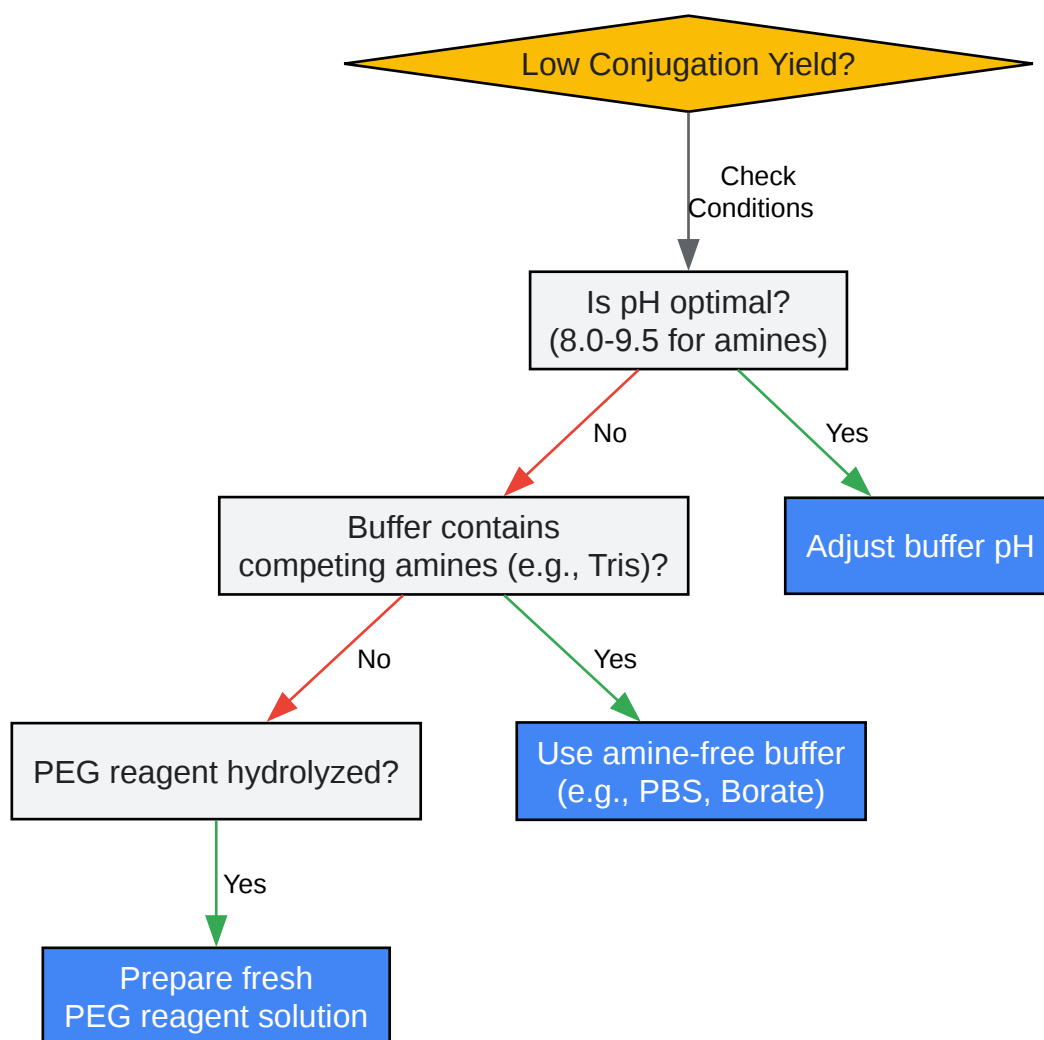 Low Conjugation Yield?
Check
Conditions
Is pH optimal?
(8.0-9.5 for amines)
No
Yes
Buffer contains
competing amines (e.g., Tris)?
Adjust buffer pH
No
Yes
PEG reagent hydrolyzed?
Use amine-free buffer
(e.g., PBS, Borate)
Yes
Prepare fresh
PEG reagent solution